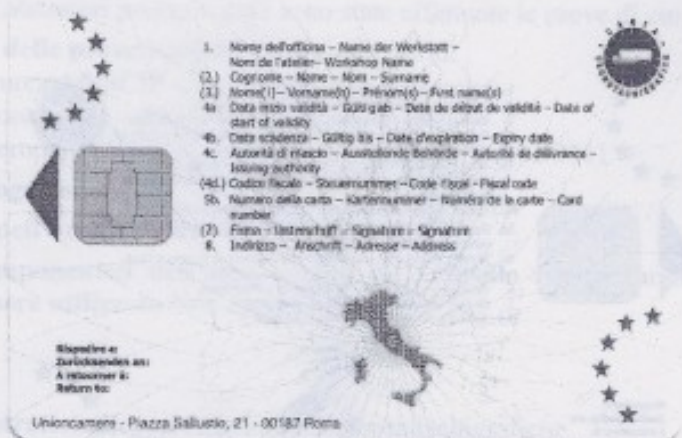 1. Nome dell'officina – Name der Werkstatt –
Nom de l'atelier – Workshop Name
(2.) Cognome – Name – Nom – Surname
(3.) Nome(i) – Vorname(n) – Prénom(s) – First name(s)
4a Data inizio validità – Gültig ab – Date de début de validité – Date of
start of validity
4b. Data scadenza – Gültig bis – Date d'expiration – Expiry date
4c. Autorità di rilascio – Ausstellende Behörde – Autorité de délivrance –
Issuing authority
(4d.) Codice fiscale – Steuernummer – Code fiscal – Fiscal code
5b. Numero della carta – Kartennummer – Numéro de la carte – Card
number
(7) Firma – Unterschrift – Signature – Signature
8. Indirizzo – Anschrift – Adresse – Address
Rispedire a:
Zurücksenden an:
A retourner à:
Return to:
Unioncamere - Piazza Sallustio, 21 - 00187 Roma